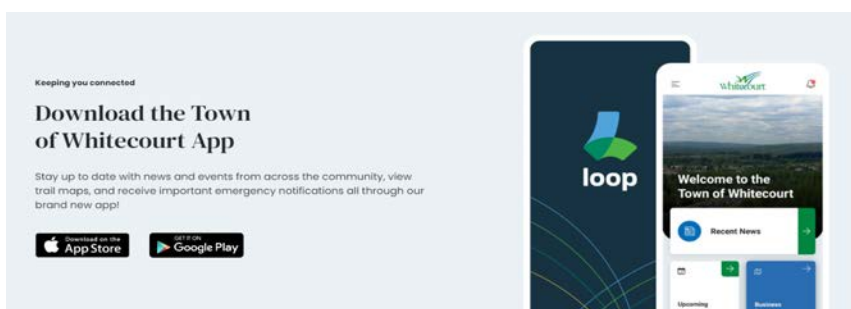 Keeping you connected
Download the Town
of Whitecourt App
Stay up to date with news and events from across the community, view
trail maps, and receive important emergency notifications all through our
brand new app!
Download on the
App Store
GET IT ON
Google Play
loop
Whitecourt
Welcome to the
Town of Whitecourt
Recent News
Upcoming
Business